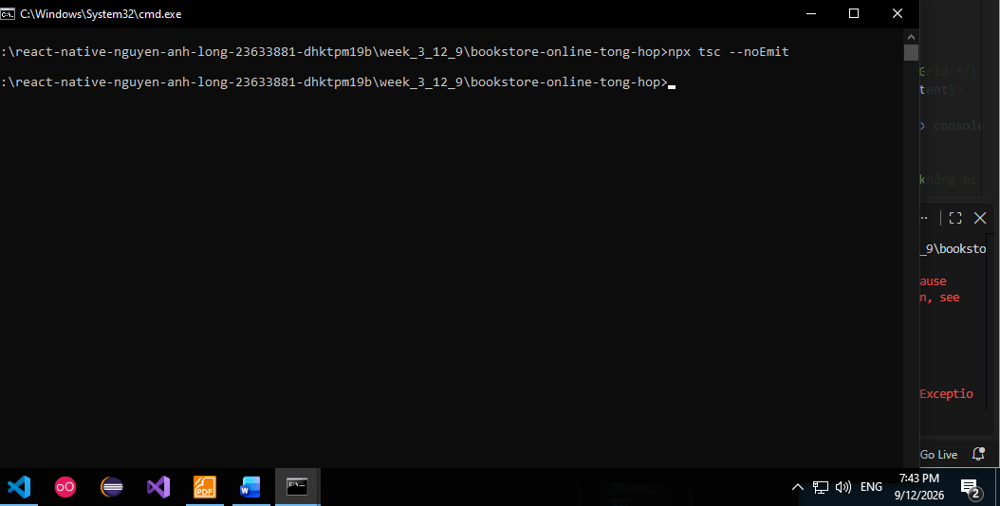 C:\Windows\System32\cmd.exe
:\react-native-nguyen-anh-long-23633881-dhktpm19b\week_3_12_9\bookstore-online-tong-hop>npx tsc --noEmit
:\react-native-nguyen-anh-long-23633881-dhktpm19b\week_3_12_9\bookstore-online-tong-hop>
Grid */}
tent}>
> console
không bị
_9\booksto
ause
n, see
Exceptio
Go Live
ENG
7:43 PM
9/12/2026
2
PDF
W